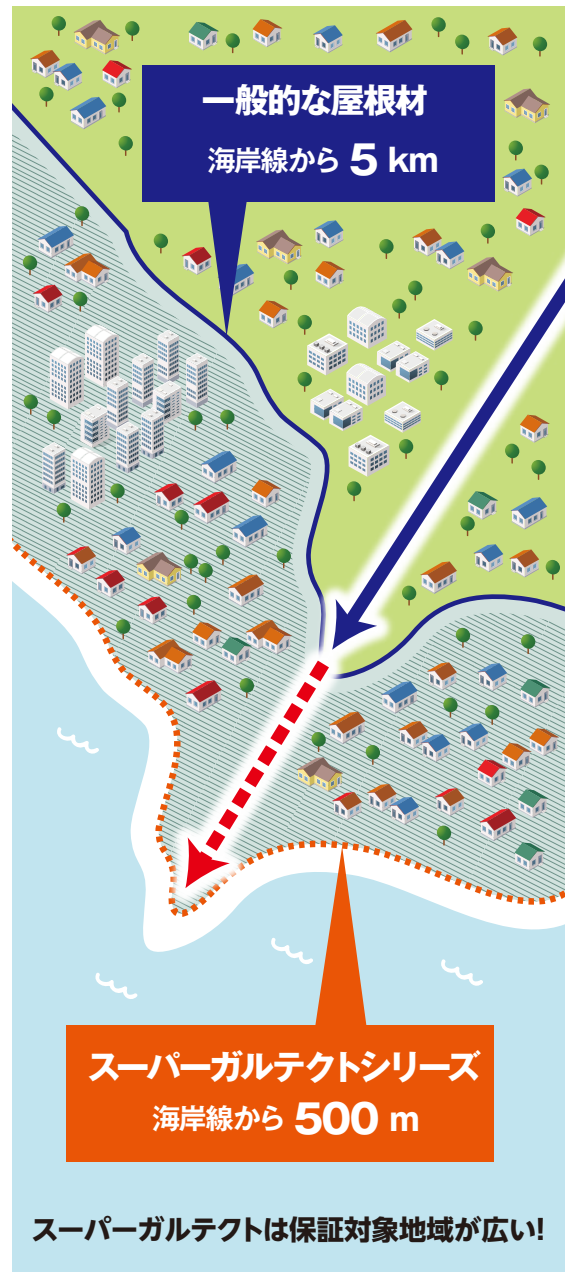 一般的な屋根材
海岸線から 5 km
スーパーガルテクトシリーズ
海岸線から 500 m
スーパーガルテクトは保証対象地域が広い!